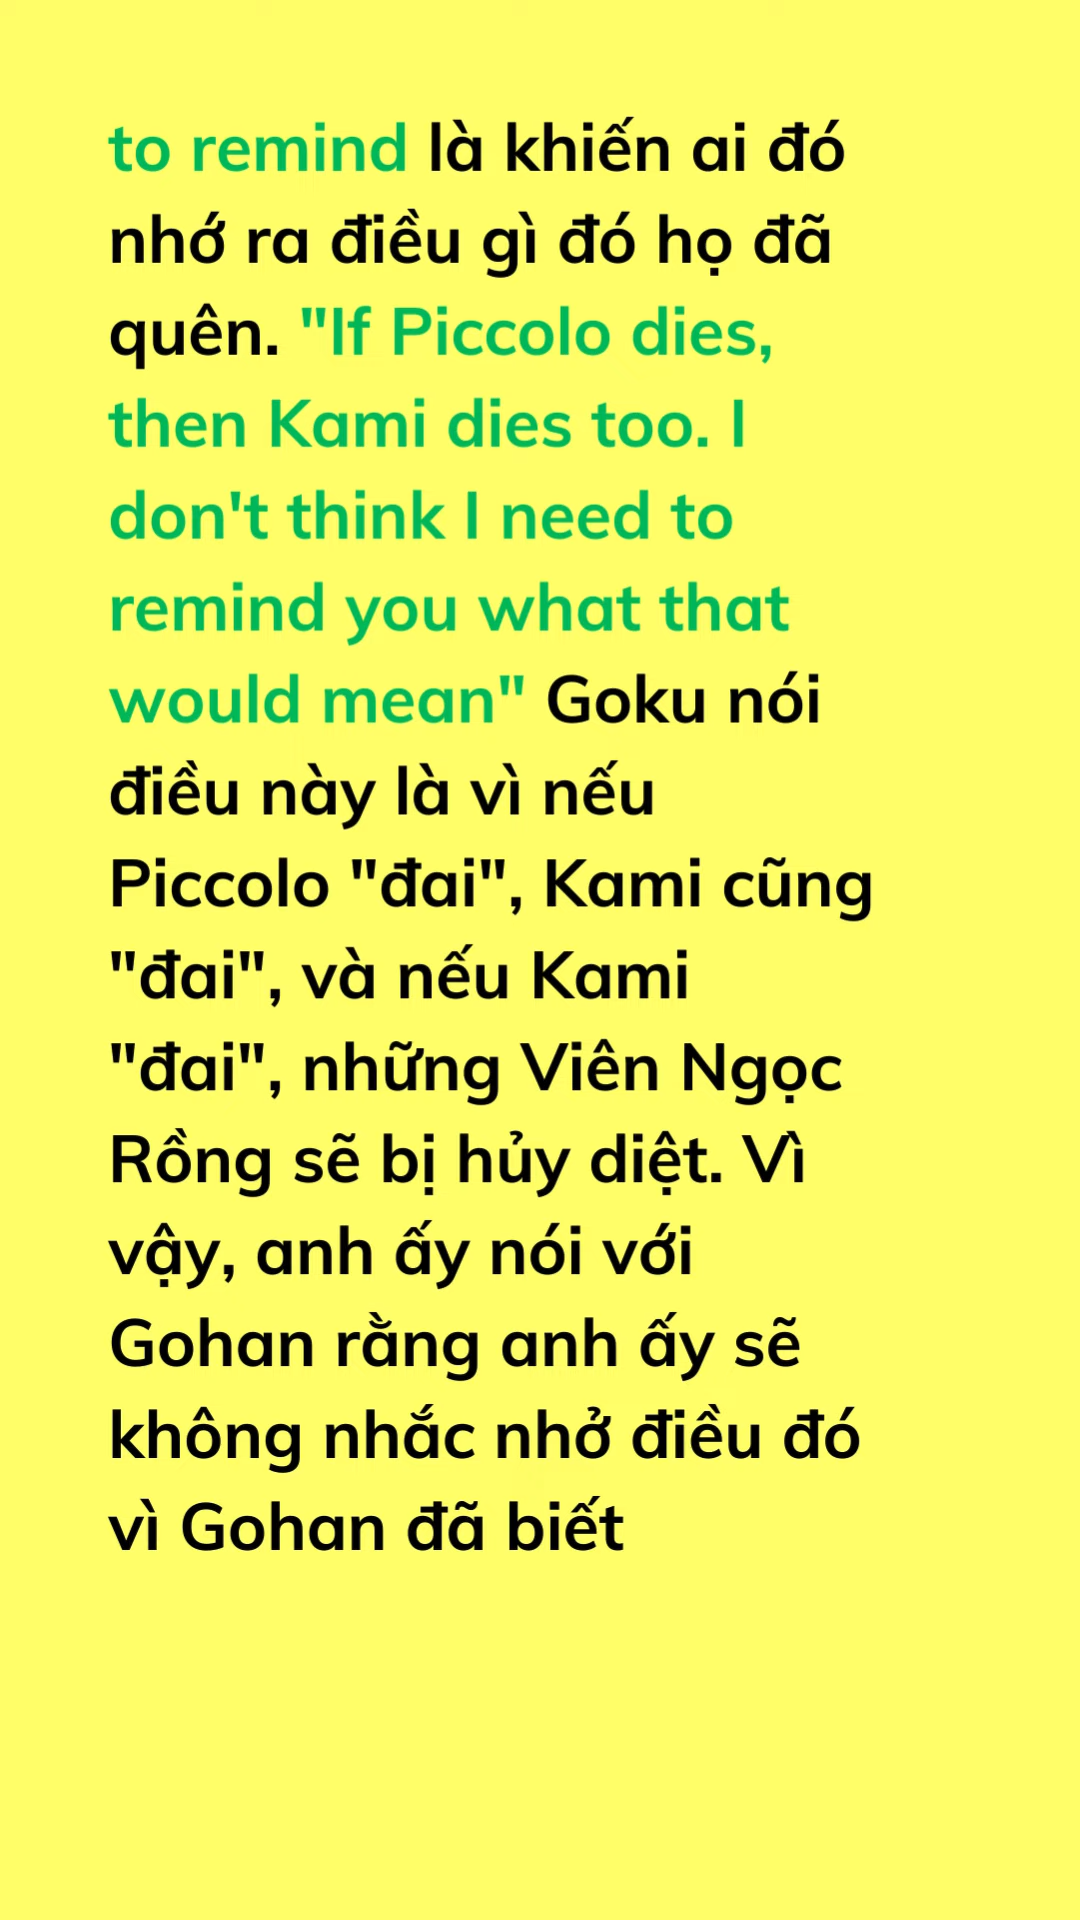 to remind là khiến ai đó
nhớ ra điều gì đó họ đã
quên. "If Piccolo dies,
then Kami dies too. I
don't think I need to
remind you what that
would mean" Goku nói
điều này là vì nếu
Piccolo "đai", Kami cũng
"đai", và nếu Kami
"đai", những Viên Ngọc
Rồng sẽ bị hủy diệt. Vì
vậy, anh ấy nói với
Gohan rằng anh ấy sẽ
không nhắc nhở điều đó
vì Gohan đã biết